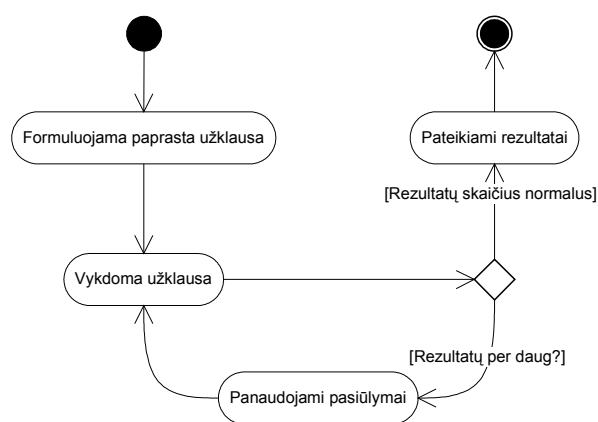 Formuluojama paprasta užklausa
Pateikiami rezultatai
[Rezultatų skaičius normalus]
Vykdoma užklausa
[Rezultatų per daug?]
Panaudojami pasiūlymai